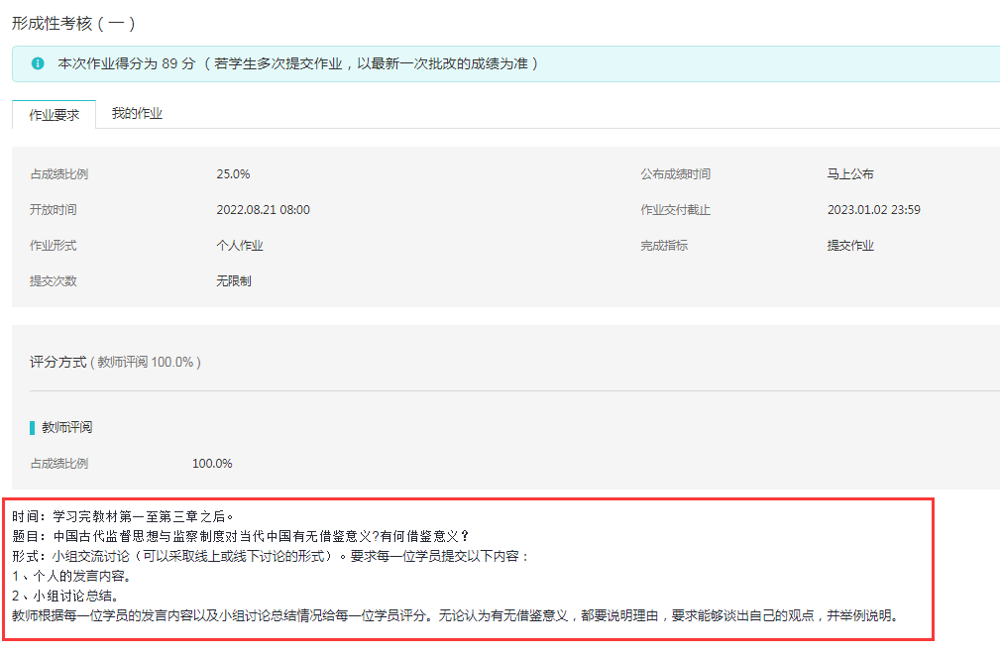 形成性考核（一）
本次作业得分为 89 分（若学生多次提交作业，以最新一次批改的成绩为准）
作业要求 我的作业
占成绩比例 25.0% 公布成绩时间 马上公布
开放时间 2022.08.21 08:00 作业交付截止 2023.01.02 23:59
作业形式 个人作业 完成指标 提交作业
提交次数 无限制
评分方式 ( 教师评阅 100.0% )
教师评阅
占成绩比例 100.0%
时间：学习完教材第一至第三章之后。
题目：中国古代监督思想与监察制度对当代中国有无借鉴意义?有何借鉴意义？
形式：小组交流讨论（可以采取线上或线下讨论的形式）。要求每一位学员提交以下内容：
1、个人的发言内容。
2、小组讨论总结。
教师根据每一位学员的发言内容以及小组讨论总结情况给每一位学员评分。无论认为有无借鉴意义，都要说明理由，要求能够谈出自己的观点，并举例说明。